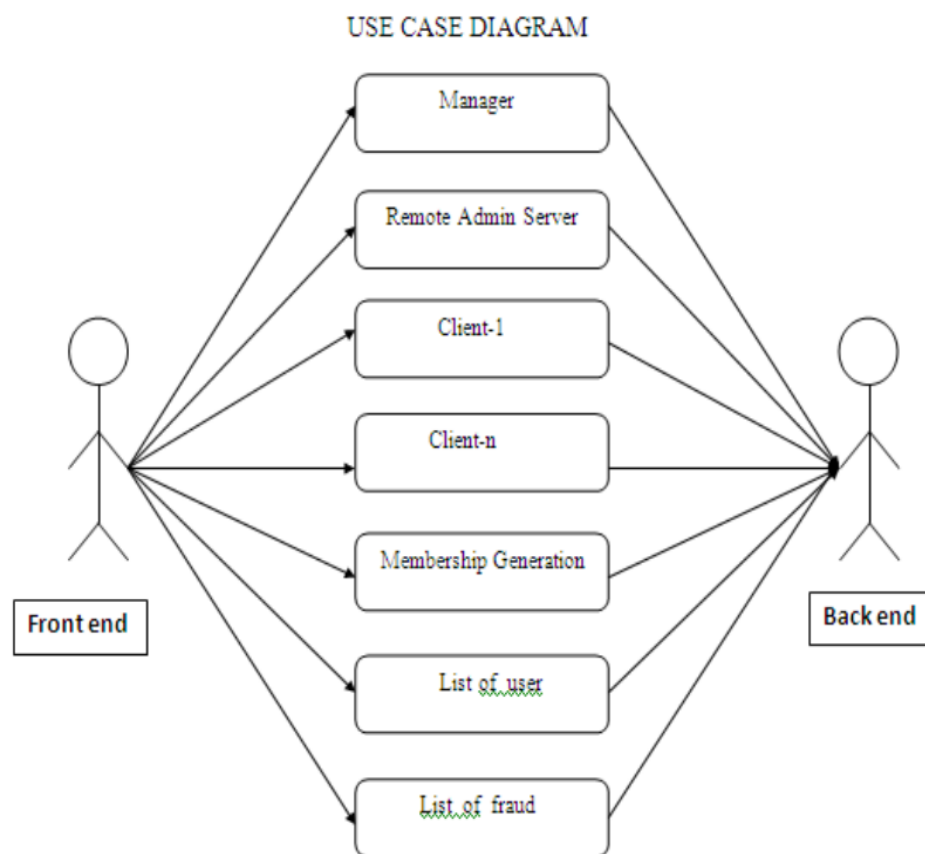 USE CASE DIAGRAM
Manager
Remote Admin Server
Client-1
Client-n
Membership Generation
Front end
Back end
List of user
List of fraud